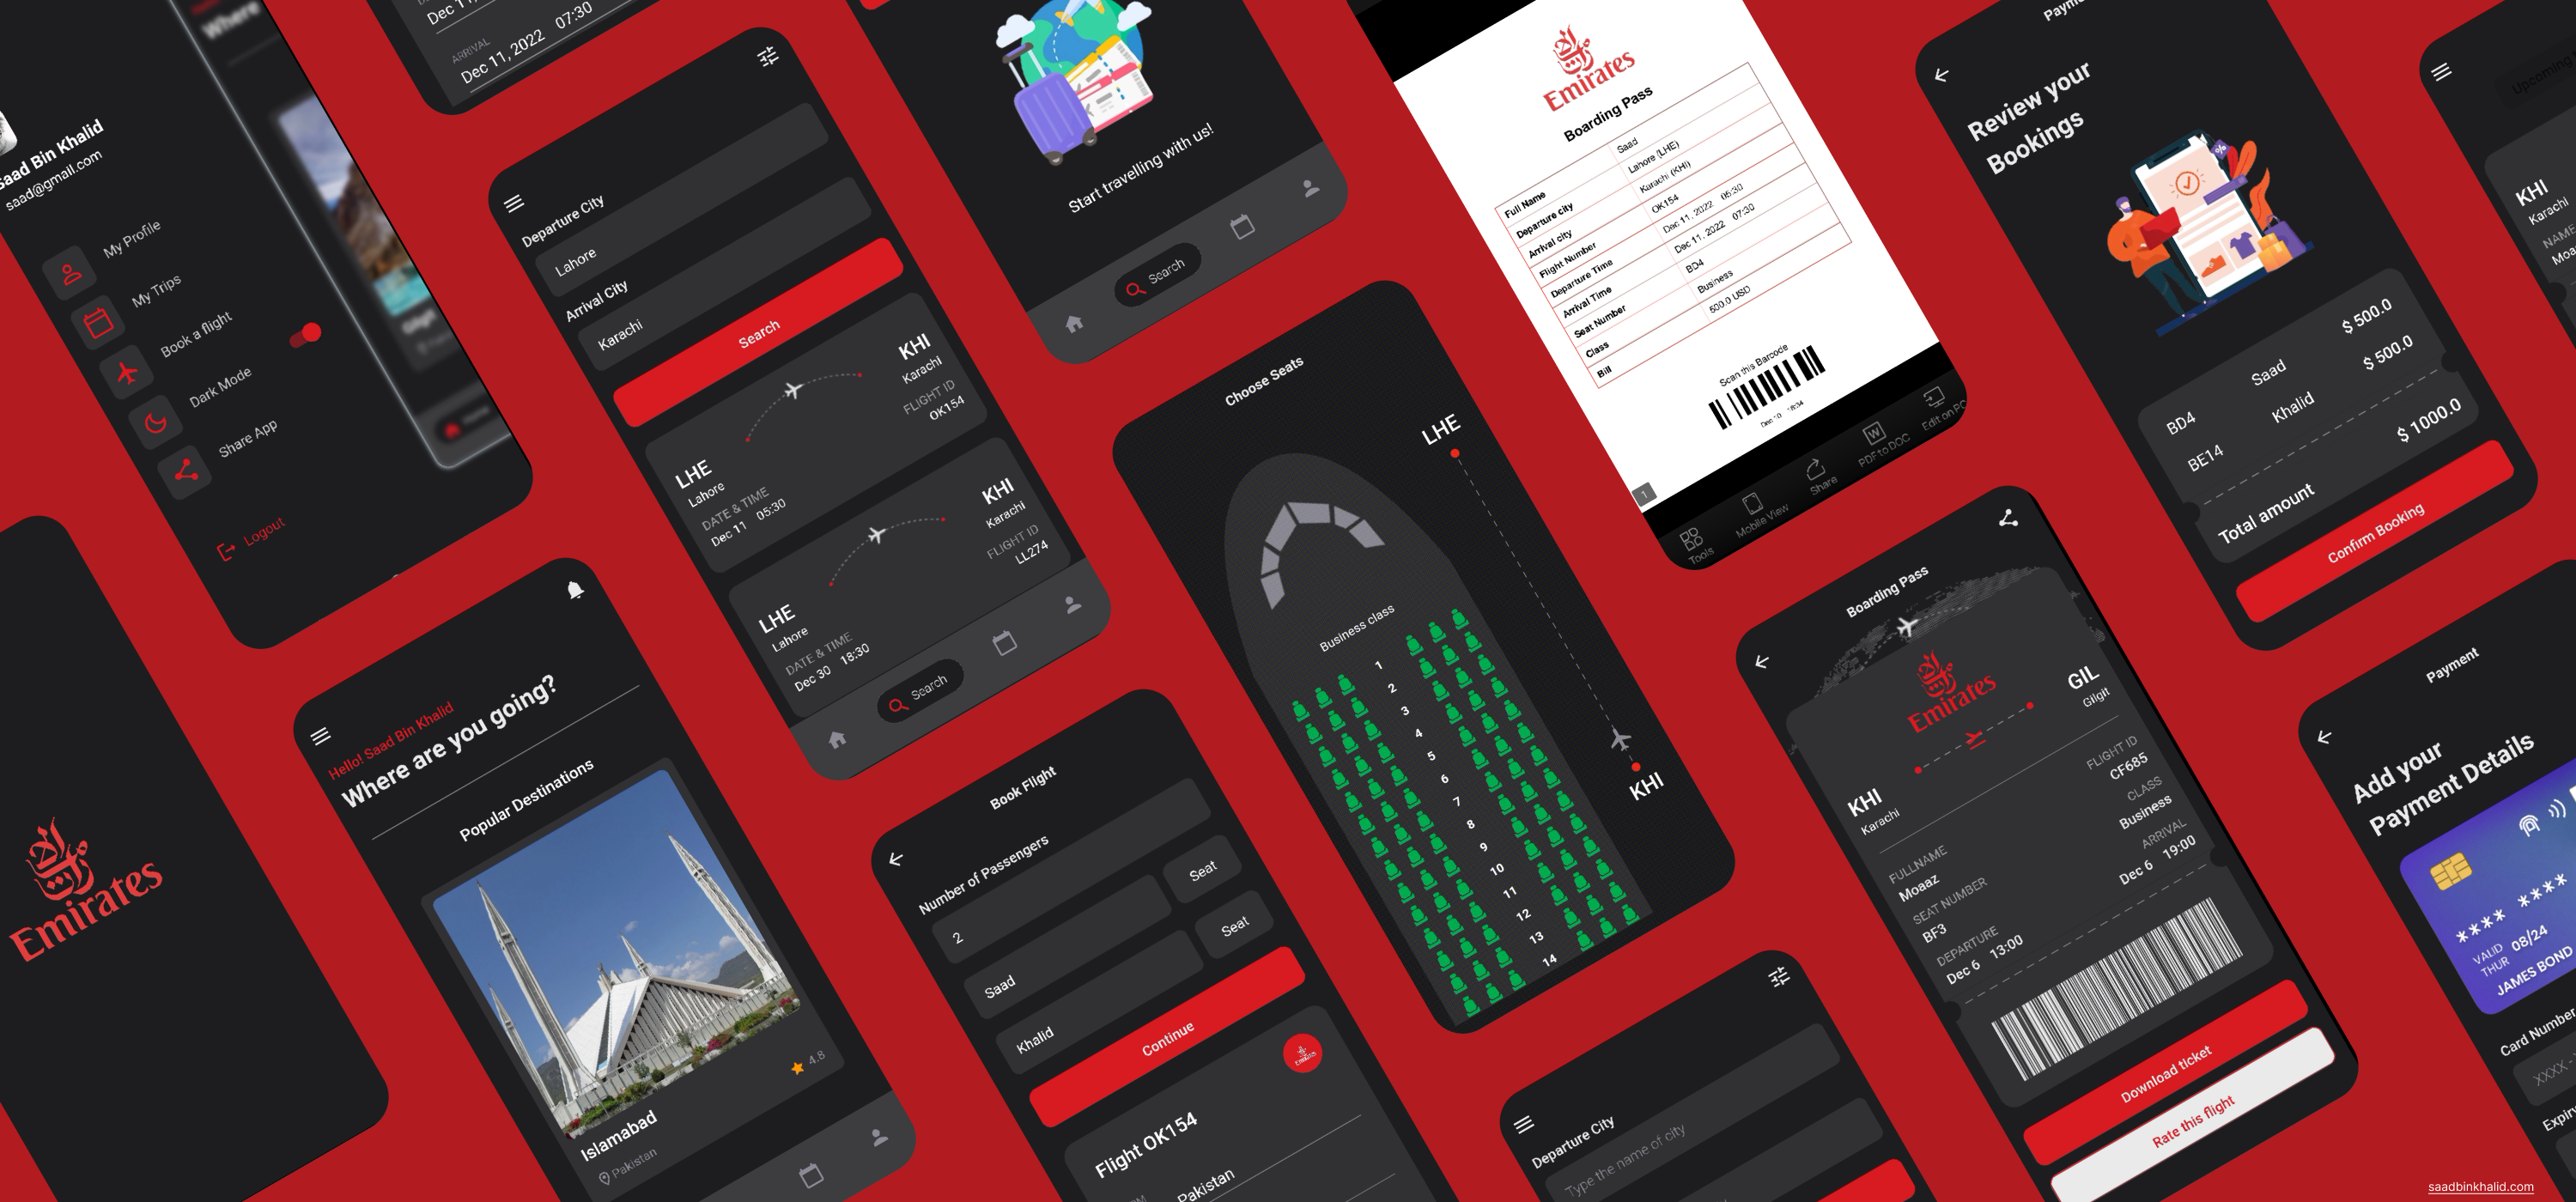 Where
Saad Bin Khalid
saad@gmail.com
My Profile
My Trips
Book a flight
Dark Mode
Share App
Logout
Emirates
Dec 11,
ARRIVAL
Dec 11, 2022 07:30
Departure City
Lahore
Arrival City
Karachi
Search
LHE
Lahore
KHI
Karachi
DATE & TIME
Dec 11 05:30
FLIGHT ID
OK154
LHE
Lahore
KHI
Karachi
DATE & TIME
Dec 30 18:30
FLIGHT ID
LL274
Search
Hello! Saad Bin Khalid
Where are you going?
Popular Destinations
Islamabad
Pakistan
4.8
Start travelling with us!
Search
Book Flight
Number of Passengers
2
Saad
Seat
Khalid
Seat
Continue
Emirates
Flight OK154
Pakistan
Choose Seats
LHE
KHI
Business class
1
2
3
4
5
6
7
8
9
10
11
12
13
14
Emirates
Boarding Pass
Full Name Saad
Departure city Lahore (LHE)
Arrival city Karachi (KHI)
Flight Number OK154
Departure Time Dec 11, 2022 05:30
Arrival Time Dec 11, 2022 07:30
Seat Number BD4
Class Business
Bill 500.0 USD
Scan this Barcode
Dec 10 18:34
1
Tools
Mobile View
Share
PDF to DOC
Edit on PC
Departure City
Type the name of city
Boarding Pass
Emirates
KHI
Karachi
GIL
Gilgit
FLIGHT ID
CF685
FULLNAME
Moaaz
CLASS
Business
SEAT NUMBER
BF3
ARRIVAL
Dec 6 19:00
DEPARTURE
Dec 6 13:00
Download ticket
Rate this flight
Review your
Bookings
BD4 Saad $ 500.0
BE14 Khalid $ 500.0
Total amount $ 1000.0
Confirm Booking
Upcoming
KHI
Karachi
NAME
Payment
Add your
Payment Details
**** ****
VALID
THUR
08/24
JAMES BOND
Card Number
XXXX-
saadbinkhalid.com